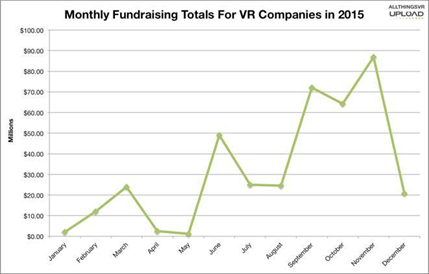 Monthly Fundraising Totals For VR Companies in 2015
ALLTHINGSVR
UPLOAD
Millions
$100.00
$90.00
$80.00
$70.00
$60.00
$50.00
$40.00
$30.00
$20.00
$10.00
$0.00
January
February
March
April
May
June
July
August
September
October
November
December